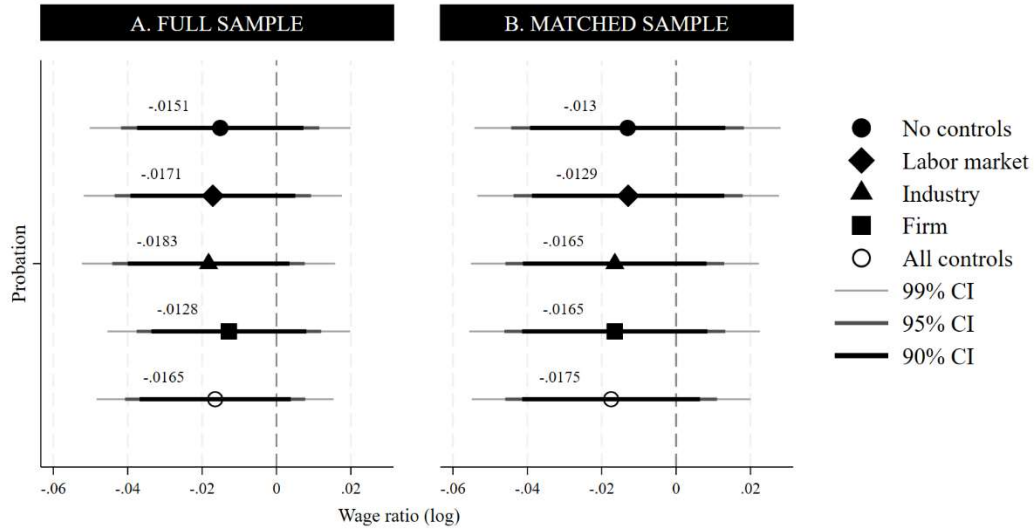 A. FULL SAMPLE
B. MATCHED SAMPLE
Probation
-.0151
-.0171
-.0183
-.0128
-.0165
-.013
-.0129
-.0165
-.0165
-.0175
-.06 -.04 -.02 0 .02
-.06 -.04 -.02 0 .02
Wage ratio (log)
No controls
Labor market
Industry
Firm
All controls
99% CI
95% CI
90% CI